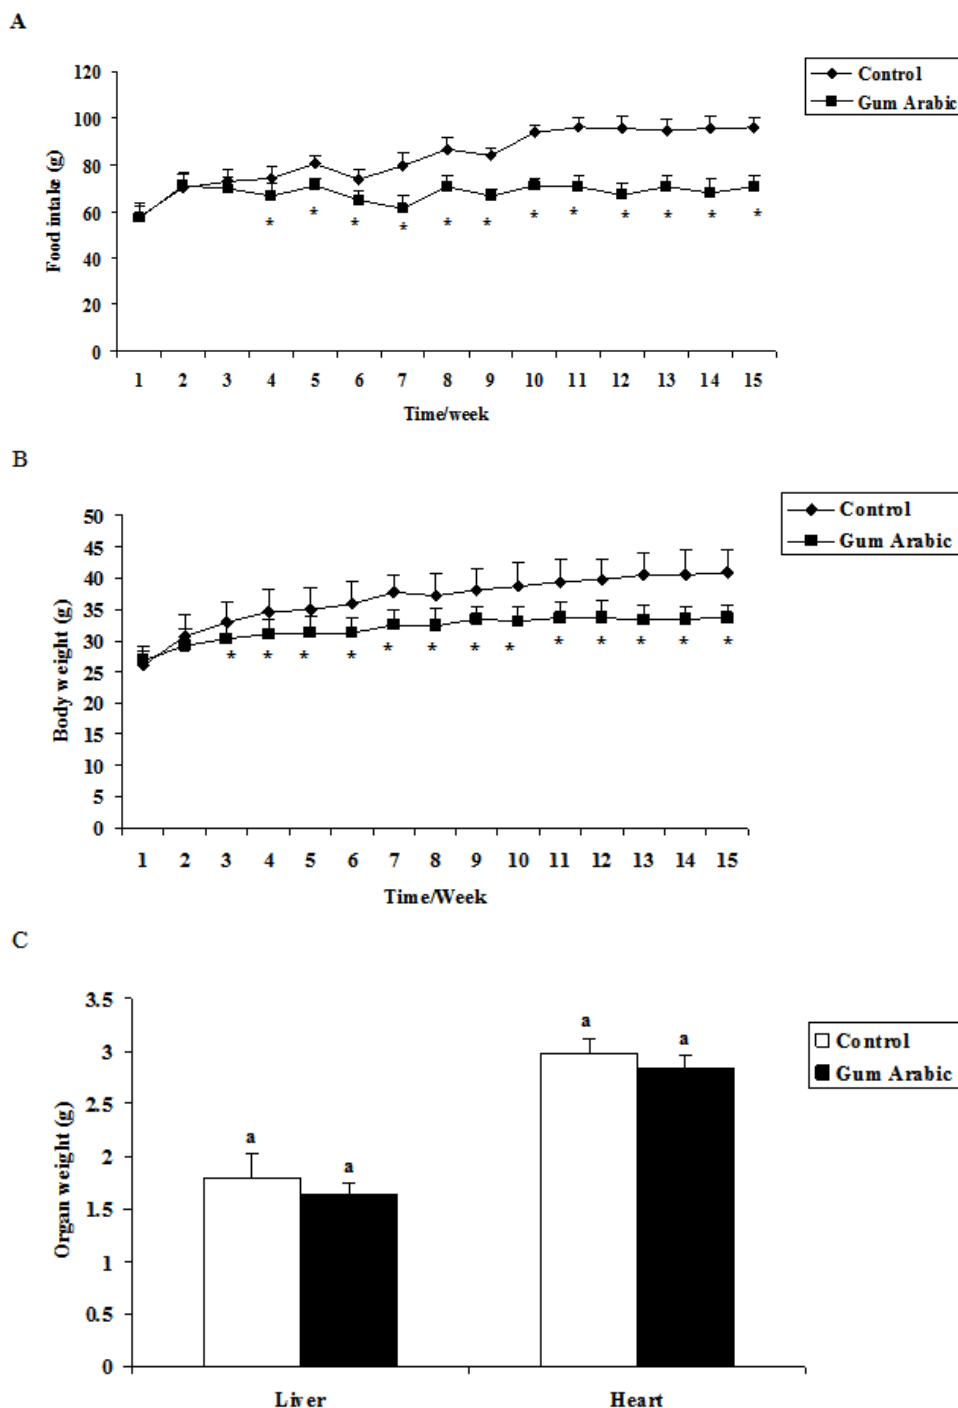 A
Control
Gum Arabic
120
100
80
60
40
20
0
Food intake (g)
* * * * * * * * * * * *
1 2 3 4 5 6 7 8 9 10 11 12 13 14 15
Time/week
B
Control
Gum Arabic
50
45
40
35
30
25
20
15
10
5
0
Body weight (g)
* * * * * * * * * * * * *
1 2 3 4 5 6 7 8 9 10 11 12 13 14 15
Time/Week
C
Control
Gum Arabic
3.5
3
2.5
2
1.5
1
0.5
0
Organ weight (g)
a a a a
Liver Heart